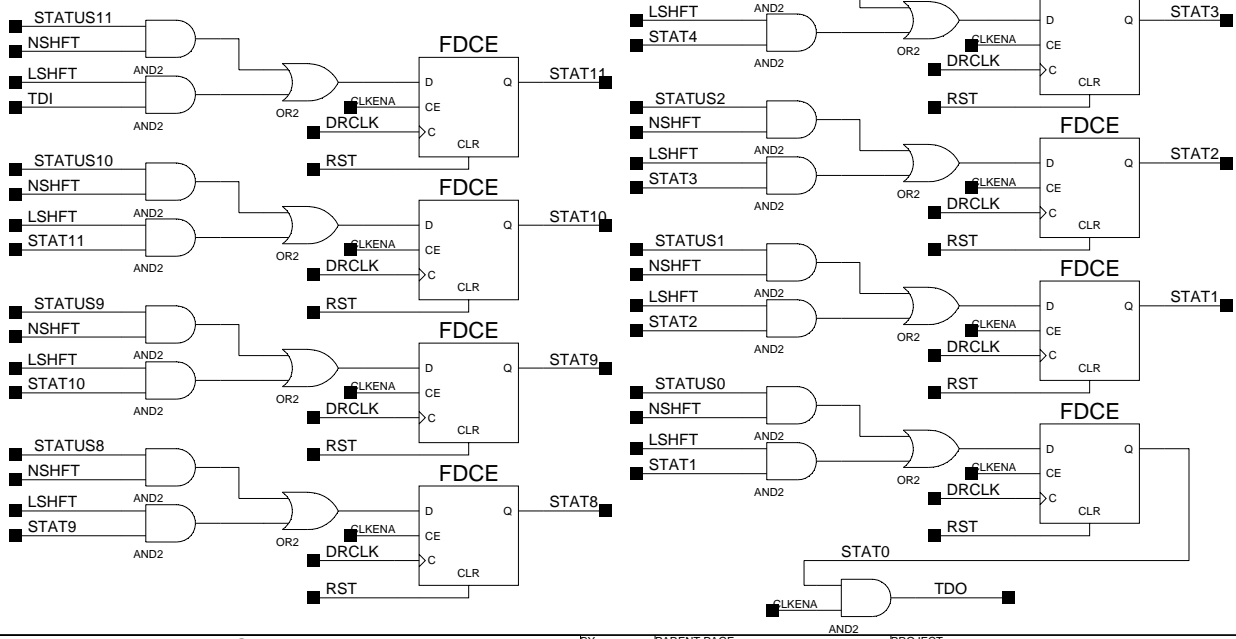 STATUS11
NSHFT
AND2
LSHFT
TDI
AND2
OR2
FDCE
D
Q
STAT11
CLKENA
CE
DRCLK
C
CLR
RST
STATUS10
NSHFT
AND2
LSHFT
STAT11
AND2
OR2
FDCE
D
Q
STAT10
CLKENA
CE
DRCLK
C
CLR
RST
STATUS9
NSHFT
AND2
LSHFT
STAT10
AND2
OR2
FDCE
D
Q
STAT9
CLKENA
CE
DRCLK
C
CLR
RST
STATUS8
NSHFT
AND2
LSHFT
STAT9
AND2
OR2
FDCE
D
Q
STAT8
CLKENA
CE
DRCLK
C
CLR
RST
AND2
LSHFT
STAT4
AND2
OR2
D
Q
STAT3
CLKENA
CE
DRCLK
C
CLR
RST
STATUS2
NSHFT
AND2
LSHFT
STAT3
AND2
OR2
FDCE
D
Q
STAT2
CLKENA
CE
DRCLK
C
CLR
RST
STATUS1
NSHFT
AND2
LSHFT
STAT2
AND2
OR2
FDCE
D
Q
STAT1
CLKENA
CE
DRCLK
C
CLR
RST
STATUS0
NSHFT
AND2
LSHFT
STAT1
AND2
OR2
FDCE
D
Q
CLKENA
CE
DRCLK
C
CLR
RST
STAT0
CLKENA
AND2
TDO